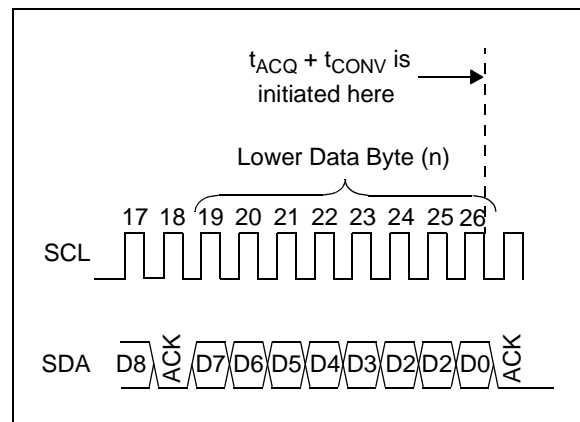 tACQ + tCONV is
initiated here
Lower Data Byte (n)
17 18 19 20 21 22 23 24 25 26
SCL
SDA D8 ACK D7 D6 D5 D4 D3 D2 D2 D0 ACK